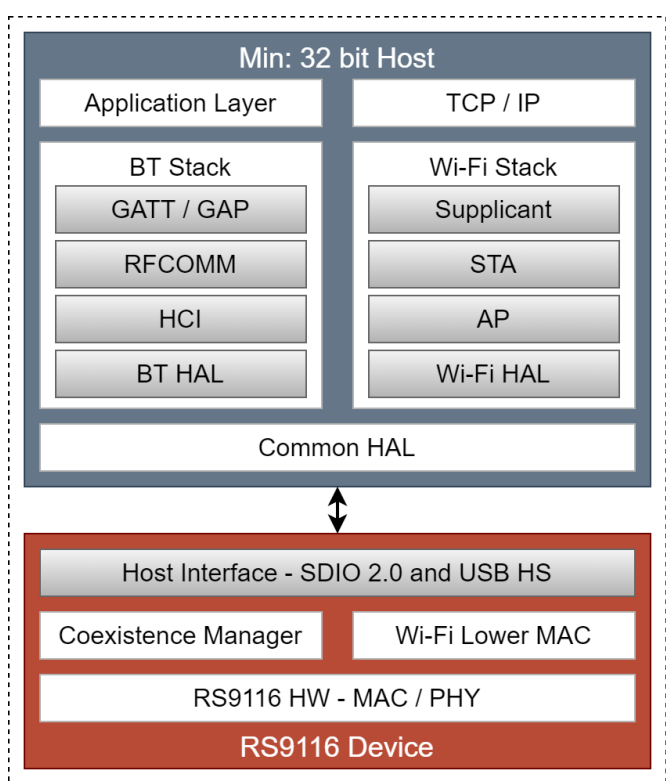 Min: 32 bit Host
Application Layer
TCP / IP
BT Stack
GATT / GAP
RFCOMM
HCI
BT HAL
Wi-Fi Stack
Supplicant
STA
AP
Wi-Fi HAL
Common HAL
Host Interface - SDIO 2.0 and USB HS
Coexistence Manager
Wi-Fi Lower MAC
RS9116 HW - MAC / PHY
RS9116 Device